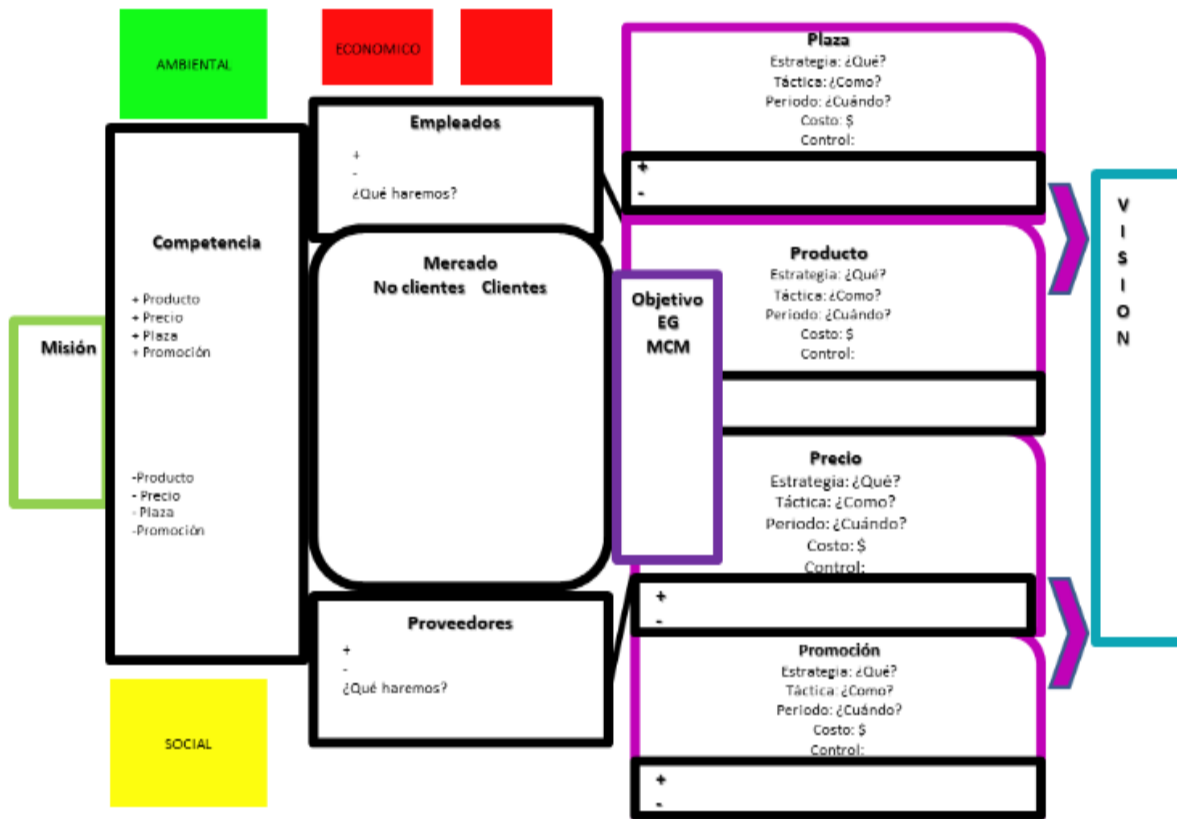 AMBIENTAL
ECONOMICO
Misión
Competencia
+ Producto
+ Precio
+ Plaza
+ Promoción
-Producto
- Precio
- Plaza
-Promoción
SOCIAL
Empleados
+
-
¿Qué haremos?
Mercado
No clientes Clientes
Proveedores
+
-
¿Qué haremos?
Objetivo
EG
MCM
Plaza
Estrategia: ¿Qué?
Táctica: ¿Como?
Periodo: ¿Cuándo?
Costo: $
Control:
+
-
Producto
Estrategia: ¿Qué?
Táctica: ¿Como?
Periodo: ¿Cuándo?
Costo: $
Control:
Precio
Estrategia: ¿Qué?
Táctica: ¿Como?
Periodo: ¿Cuándo?
Costo: $
Control:
+
-
Promoción
Estrategia: ¿Qué?
Táctica: ¿Como?
Periodo: ¿Cuándo?
Costo: $
Control:
+
-
V
I
S
I
O
N